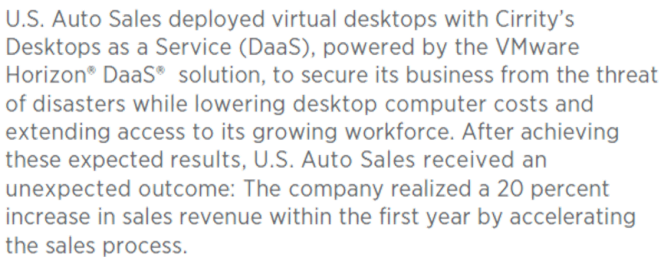 U.S. Auto Sales deployed virtual desktops with Cirrity’s
Desktops as a Service (DaaS), powered by the VMware
Horizon® DaaS® solution, to secure its business from the threat
of disasters while lowering desktop computer costs and
extending access to its growing workforce. After achieving
these expected results, U.S. Auto Sales received an
unexpected outcome: The company realized a 20 percent
increase in sales revenue within the first year by accelerating
the sales process.